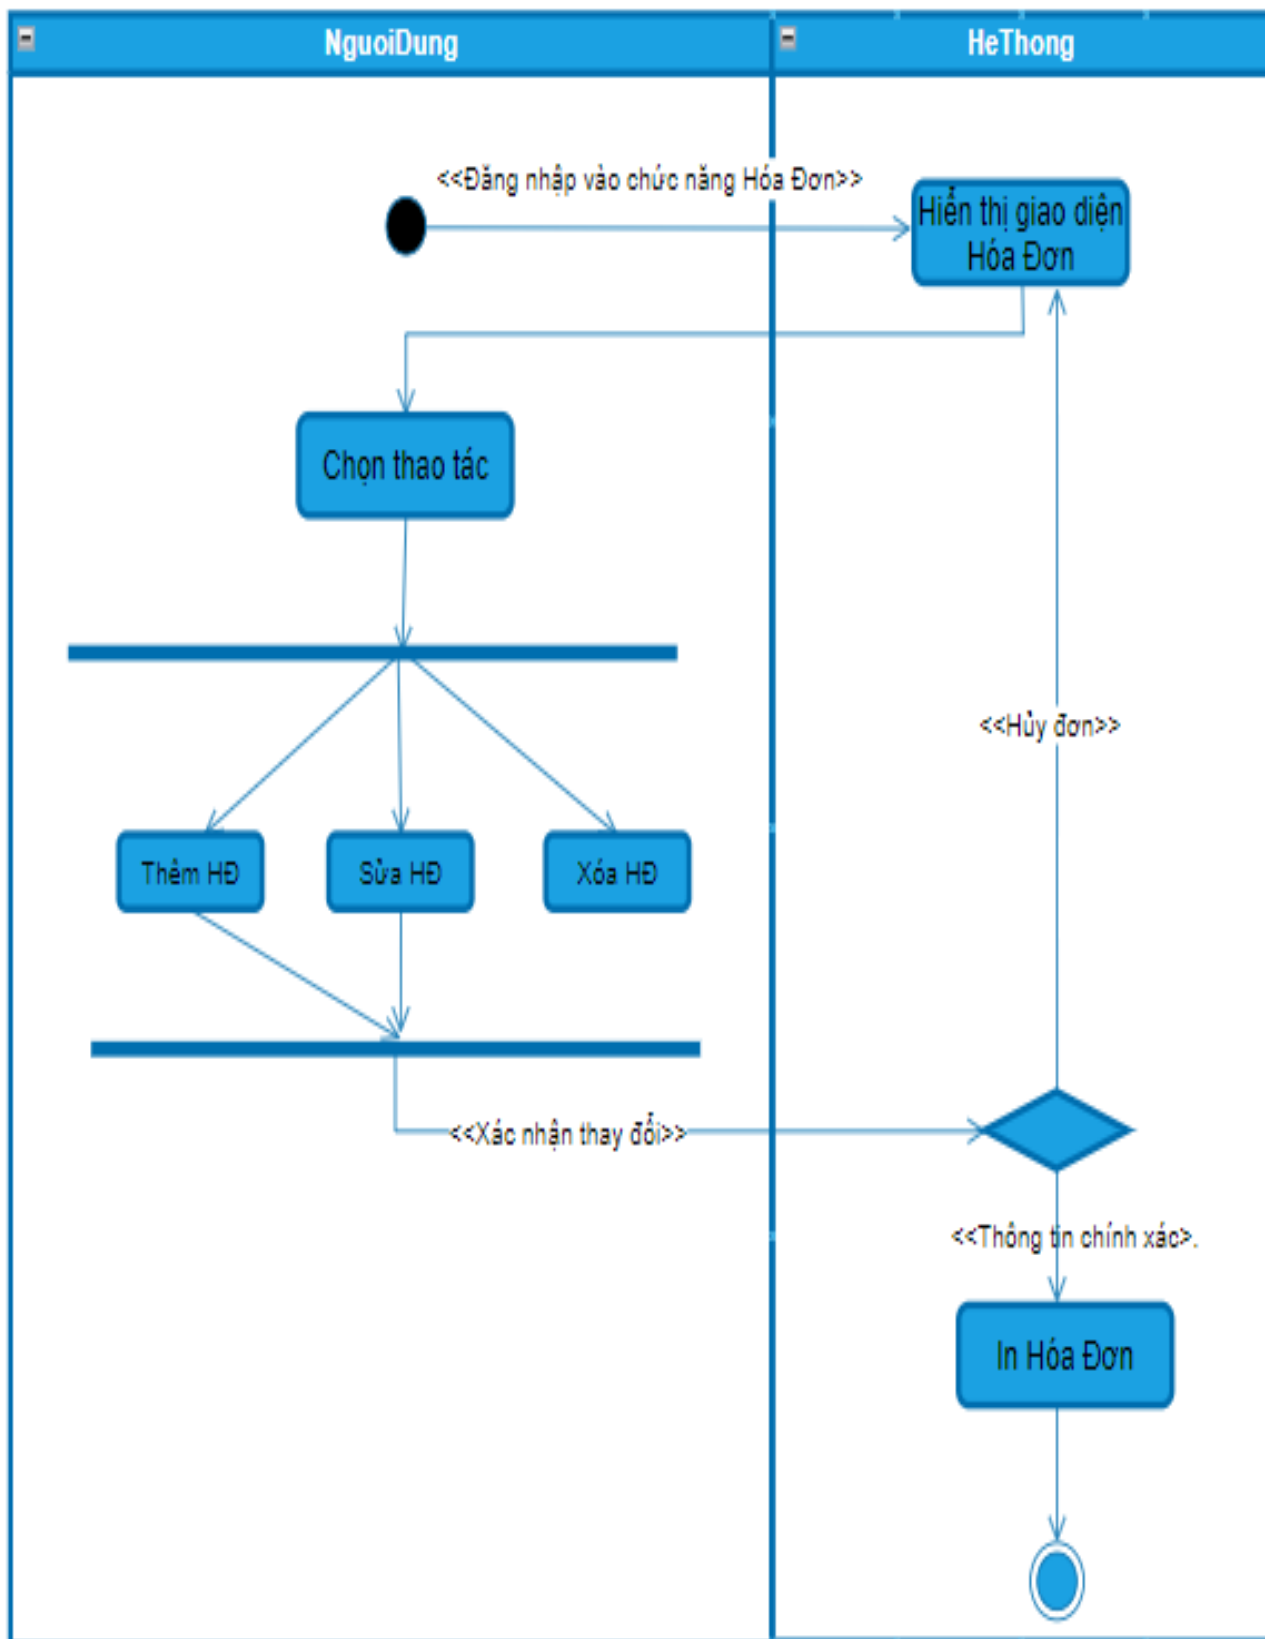 NguoiDung
HeThong
<<Đăng nhập vào chức năng Hóa Đơn>>
Hiển thị giao diện
Hóa Đơn
Chọn thao tác
<<Hủy đơn>>
Thêm HĐ
Sửa HĐ
Xóa HĐ
<<Xác nhận thay đổi>>
<<Thông tin chính xác>.
In Hóa Đơn